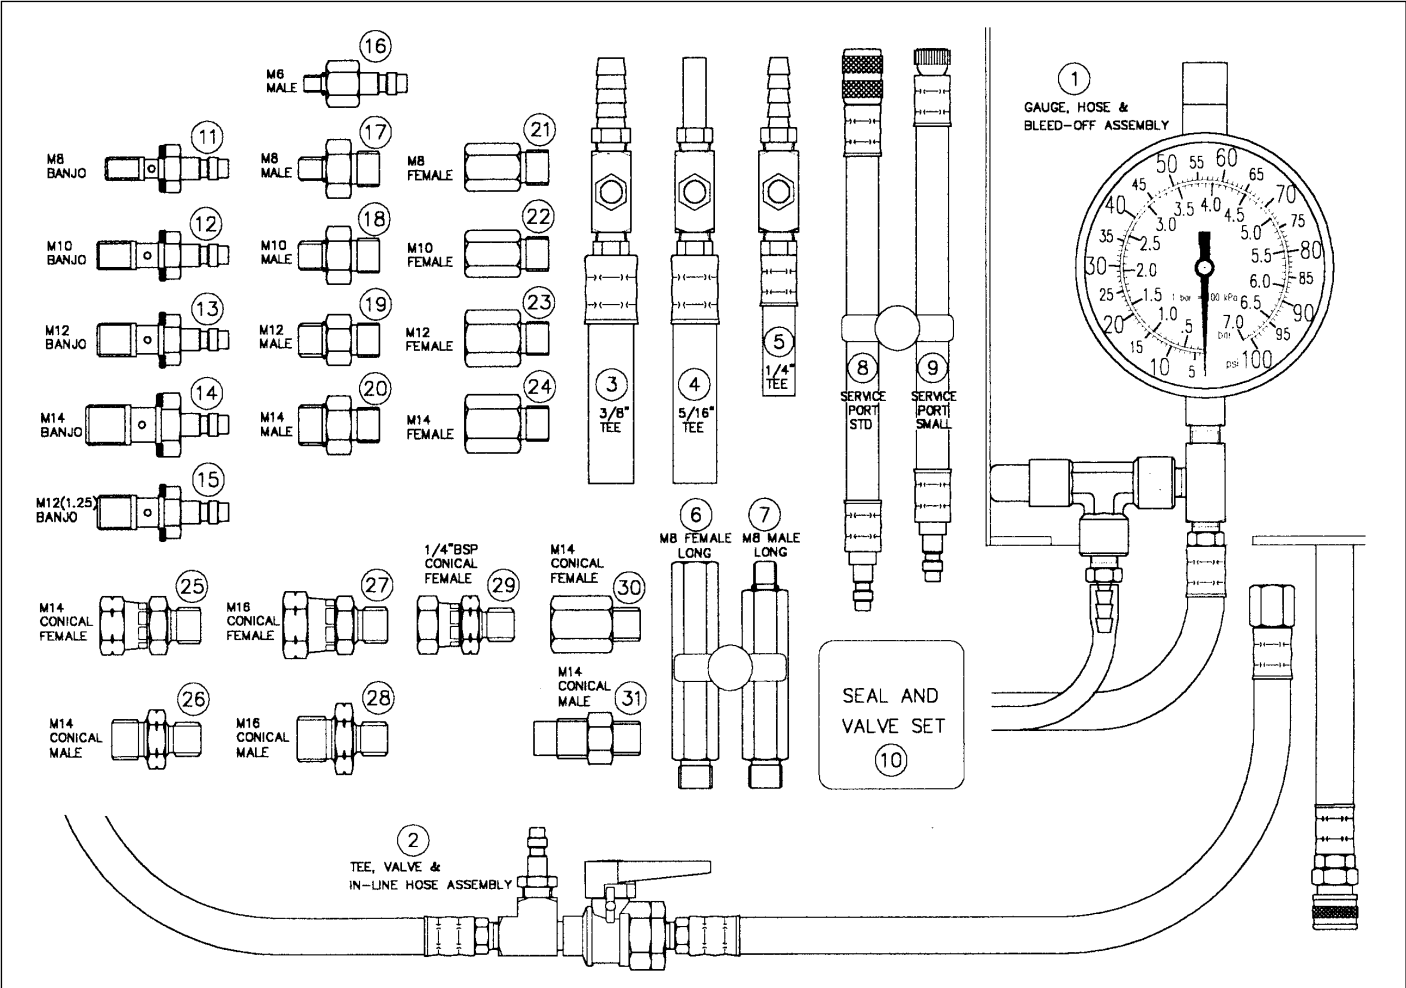 16
M6
MALE
1
GAUGE, HOSE &
BLEED-OFF ASSEMBLY
11
M8
BANJO
17
M8
MALE
21
M8
FEMALE
12
M10
BANJO
18
M10
MALE
22
M10
FEMALE
13
M12
BANJO
19
M12
MALE
23
M12
FEMALE
14
M14
BANJO
20
M14
MALE
24
M14
FEMALE
15
M12(1.25)
BANJO
3
3/8"
TEE
4
5/16"
TEE
5
1/4"
TEE
8
SERVICE
PORT
STD
9
SERVICE
PORT
SMALL
5 10 15 20 25 30 35 40 45 50 55 60 65 70 75 80 85 90 95 100
psi
.5 1.0 1.5 2.0 2.5 3.0 3.5 4.0 4.5 5.0 5.5 6.0 6.5 7.0
bar
6
M8 FEMALE
LONG
7
M8 MALE
LONG
25
M14
CONICAL
FEMALE
27
M16
CONICAL
FEMALE
1/4"BSP
CONICAL
FEMALE
29
M14
CONICAL
FEMALE
30
26
M14
CONICAL
MALE
28
M16
CONICAL
MALE
M14
CONICAL
MALE
31
SEAL AND
VALVE SET
10
2
TEE, VALVE &
IN-LINE HOSE ASSEMBLY